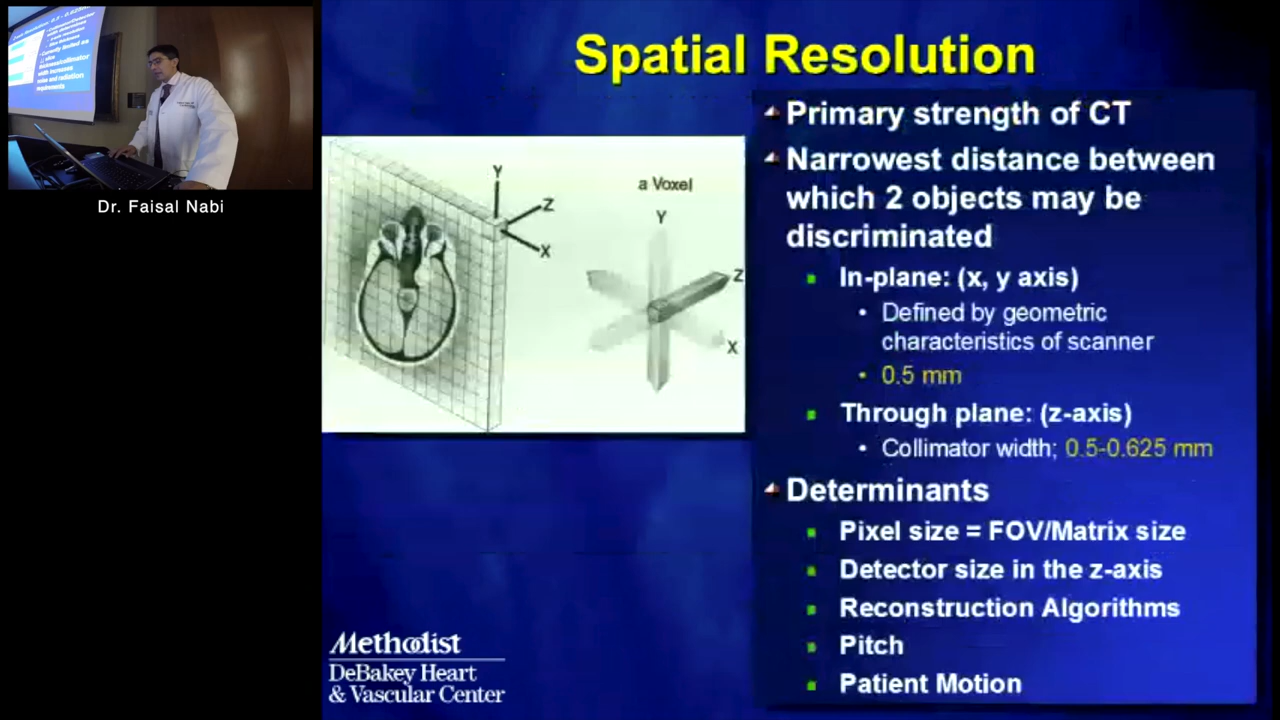 Dr. Faisal Nabi
Spatial Resolution
Primary strength of CT
Narrowest distance between
which 2 objects may be
discriminated
In-plane: (x, y axis)
Defined by geometric
characteristics of scanner
0.5 mm
Through plane: (z-axis)
Collimator width; 0.5-0.625 mm
Determinants
Pixel size = FOV/Matrix size
Detector size in the z-axis
Reconstruction Algorithms
Pitch
Patient Motion
Y
Z
X
a Voxel
Y
Z
X
Methodist
DeBakey Heart
& Vascular Center